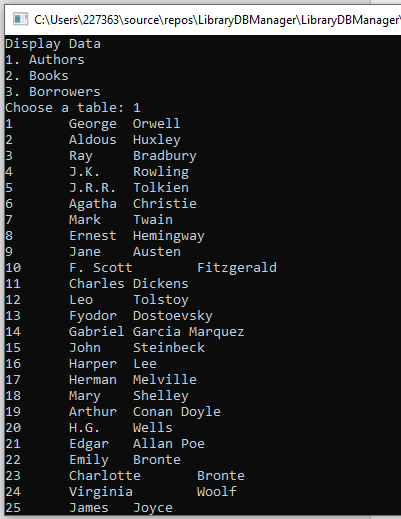 C:\Users\227363\source\repos\LibraryDBManager\LibraryDBManager\
Display Data
1. Authors
2. Books
3. Borrowers
Choose a table: 1
1 George Orwell
2 Aldous Huxley
3 Ray Bradbury
4 J.K. Rowling
5 J.R.R. Tolkien
6 Agatha Christie
7 Mark Twain
8 Ernest Hemingway
9 Jane Austen
10 F. Scott Fitzgerald
11 Charles Dickens
12 Leo Tolstoy
13 Fyodor Dostoevsky
14 Gabriel Garcia Marquez
15 John Steinbeck
16 Harper Lee
17 Herman Melville
18 Mary Shelley
19 Arthur Conan Doyle
20 H.G. Wells
21 Edgar Allan Poe
22 Emily Bronte
23 Charlotte Bronte
24 Virginia Woolf
25 James Joyce